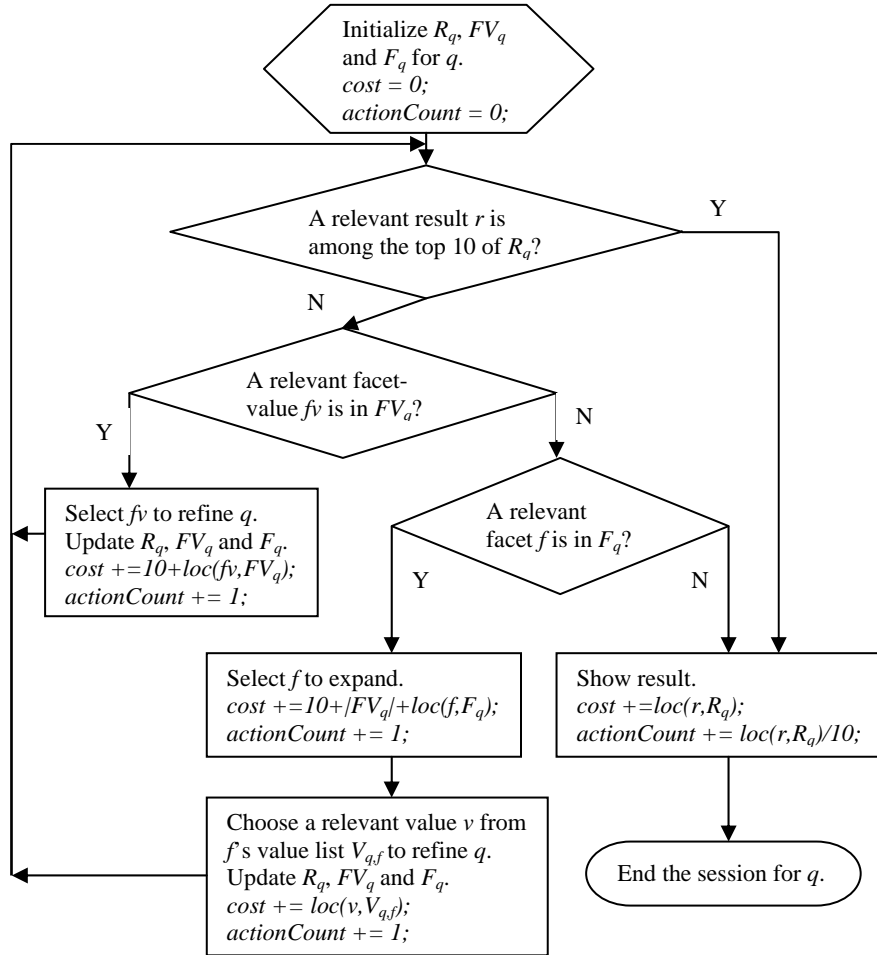 Initialize R_q, FV_q
and F_q for q.
cost = 0;
actionCount = 0;
A relevant result r is
among the top 10 of R_q?
Y
N
A relevant facet-
value fv is in FV_q?
Y
N
Select fv to refine q.
Update R_q, FV_q and F_q.
cost +=10+loc(fv,FV_q);
actionCount += 1;
A relevant
facet f is in F_q?
Y
N
Select f to expand.
cost +=10+|FV_q|+loc(f,F_q);
actionCount += 1;
Show result.
cost +=loc(r,R_q);
actionCount += loc(r,R_q)/10;
Choose a relevant value v from
f's value list V_q,f to refine q.
Update R_q, FV_q and F_q.
cost += loc(v,V_q,f);
actionCount += 1;
End the session for q.